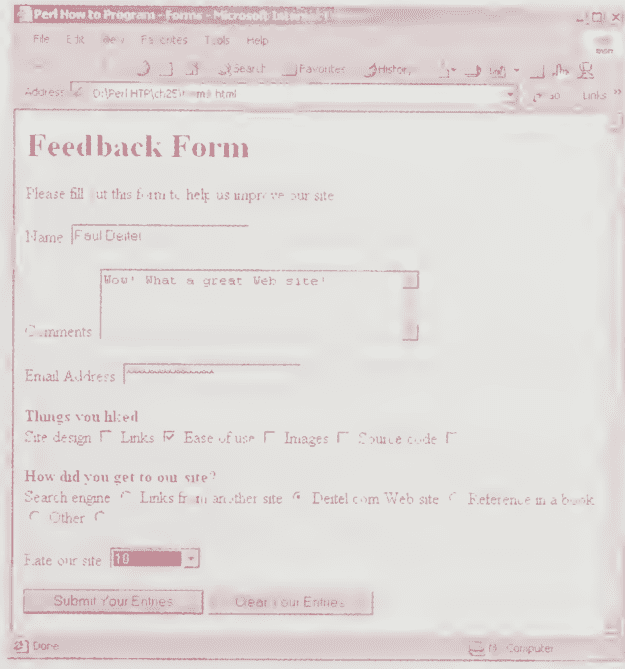 Perl How to Program - Forms - Microsoft Internet
File Edit View Favorites Tools Help
Search Favorites History
Address D:\Perl HTP\ch25\ html Go Links »
Feedback Form
Please fill out this form to help us improve our site
Name Paul Deitel
Wow! What a great Web site!
Comments
Email Address ***************
Things you liked
Site design Links Ease of use Images Source code
How did you get to our site?
Search engine Links from another site Deitel.com Web site Reference in a book
Other
Rate our site 10
Submit Your Entries Clear Your Entries
Done My Computer